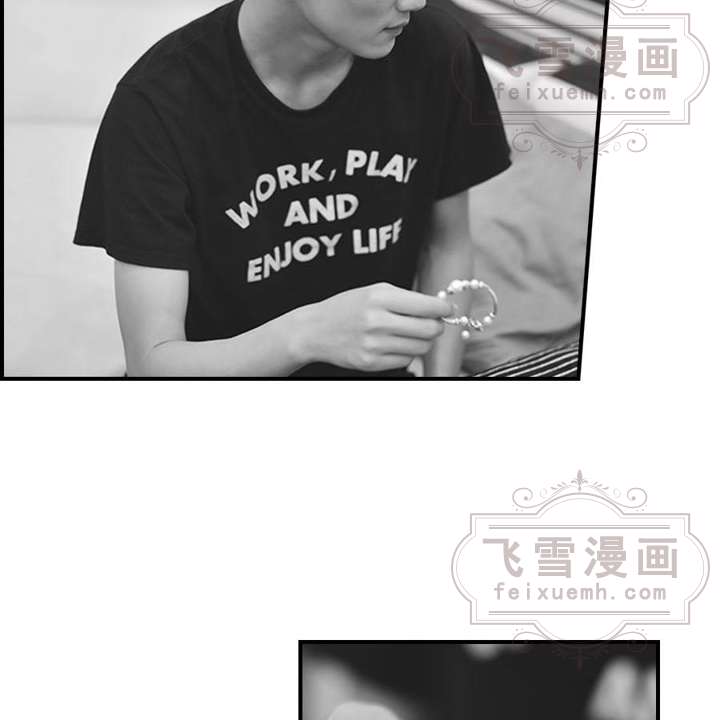 飞雪漫画
feixuemh.com
WORK, PLAY
AND
ENJOY LIFE
飞雪漫画
feixuemh.com